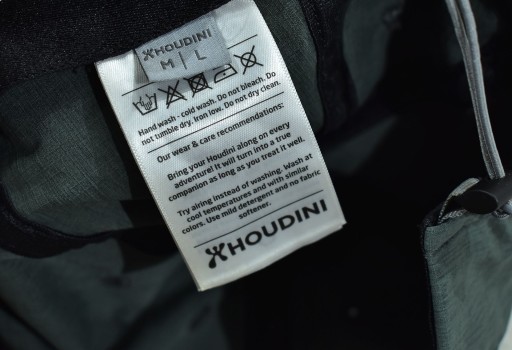 HOUDINI
M | L
Hand wash - cold wash. Do not bleach. Do
not tumble dry. Iron low. Do not dry clean.
Our wear & care recommendations:
Bring your Houdini along on every
adventure! It will turn into a true
companion as long as you treat it well.
Try airing instead of washing. Wash at
cool temperatures and with similar
colors. Use mild detergent and no fabric
softener.
HOUDINI